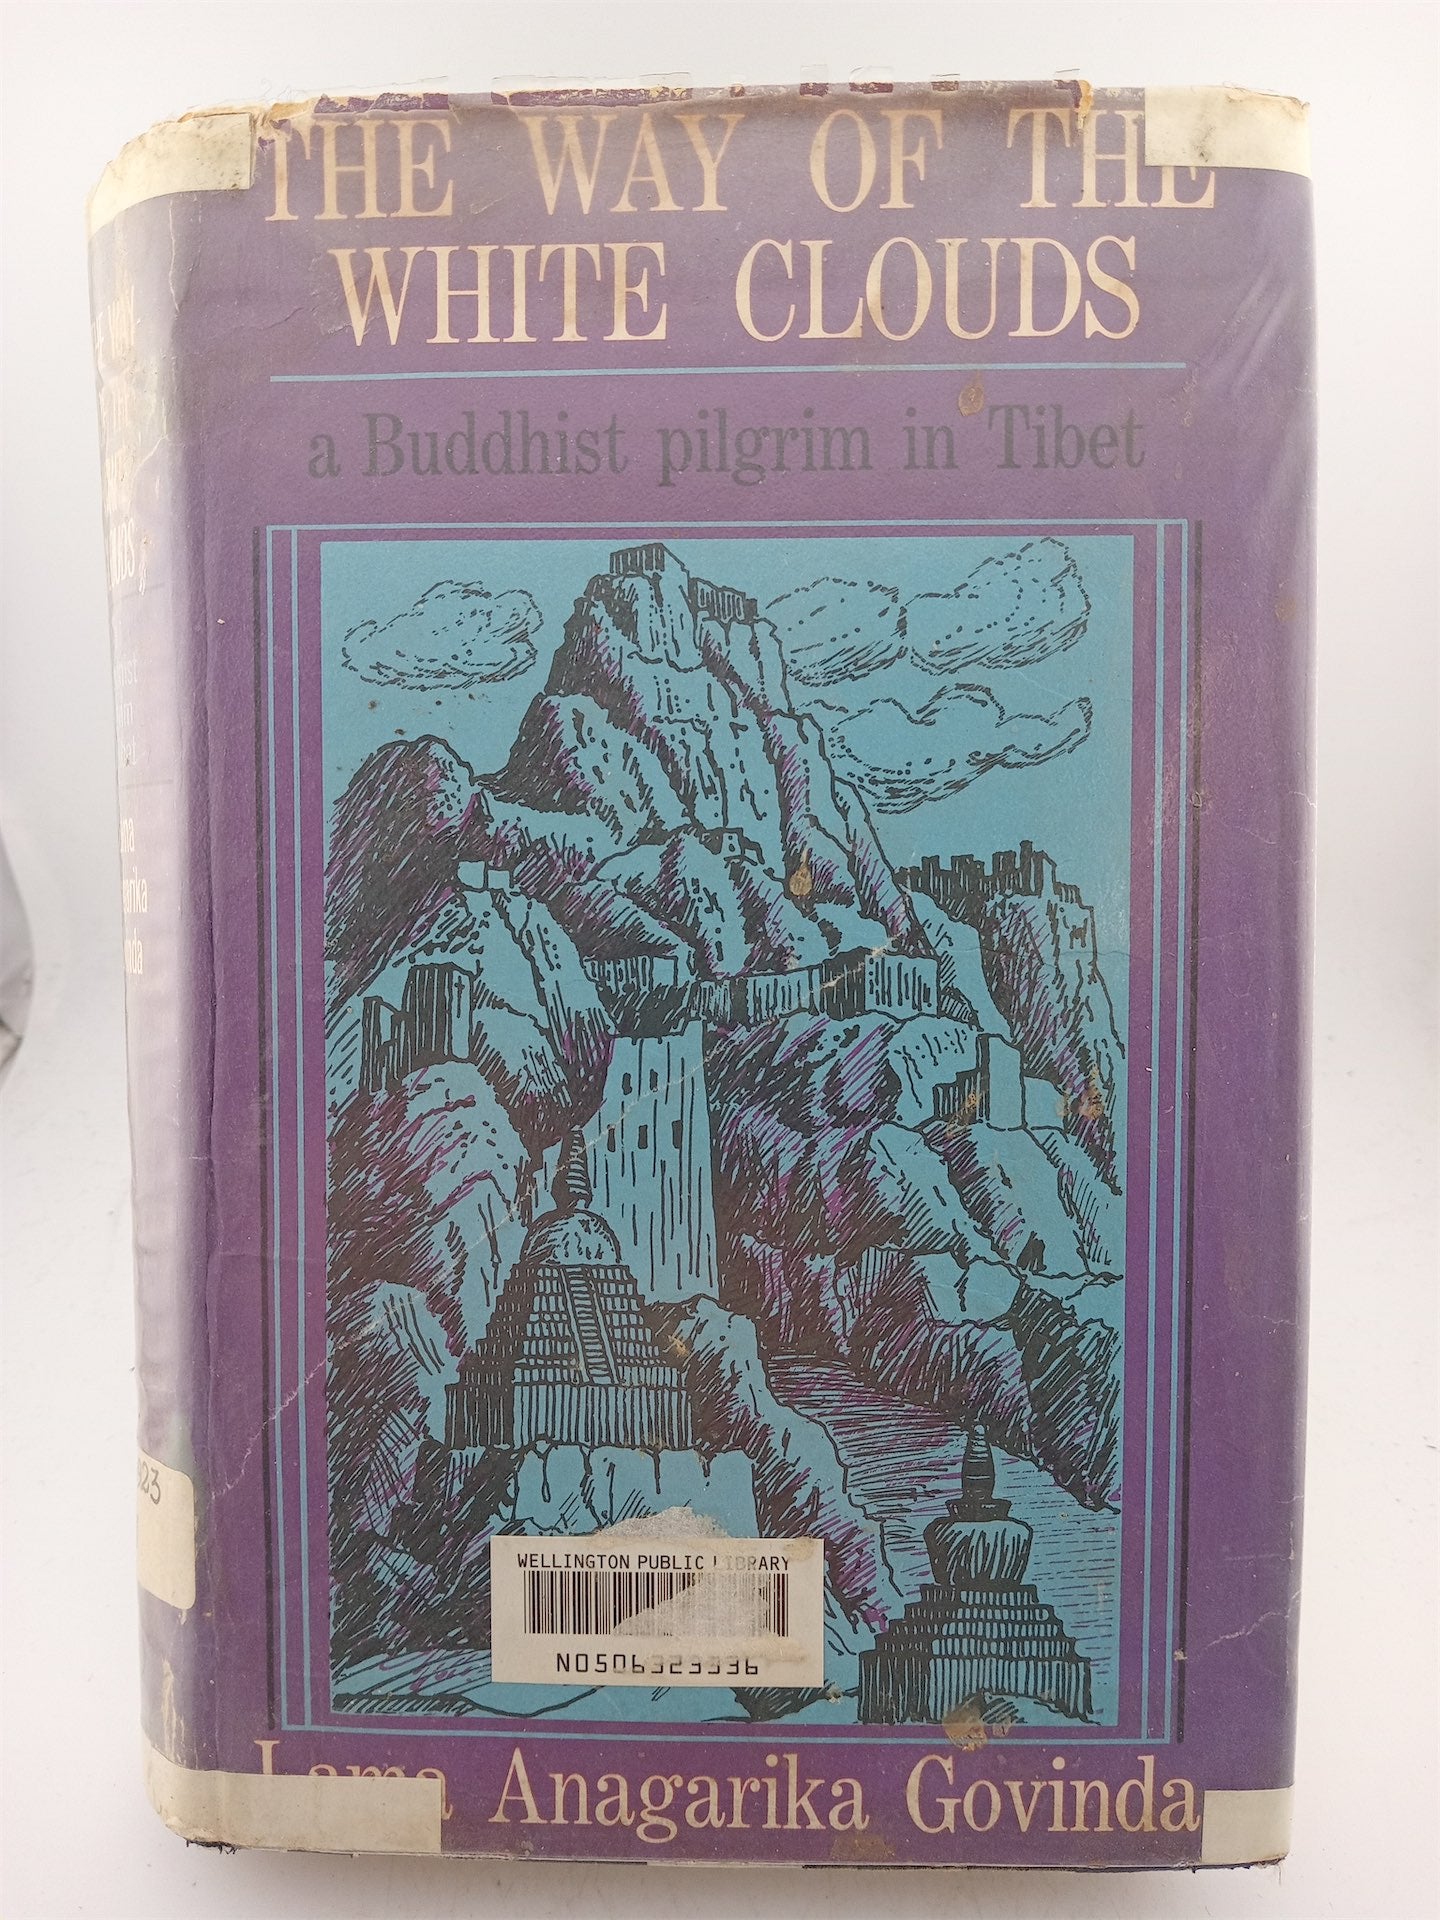 THE WAY OF THE
WHITE CLOUDS
a Buddhist pilgrim in Tibet
WELLINGTON PUBLIC LIBRARY
N0506323336
Lama Anagarika Govinda